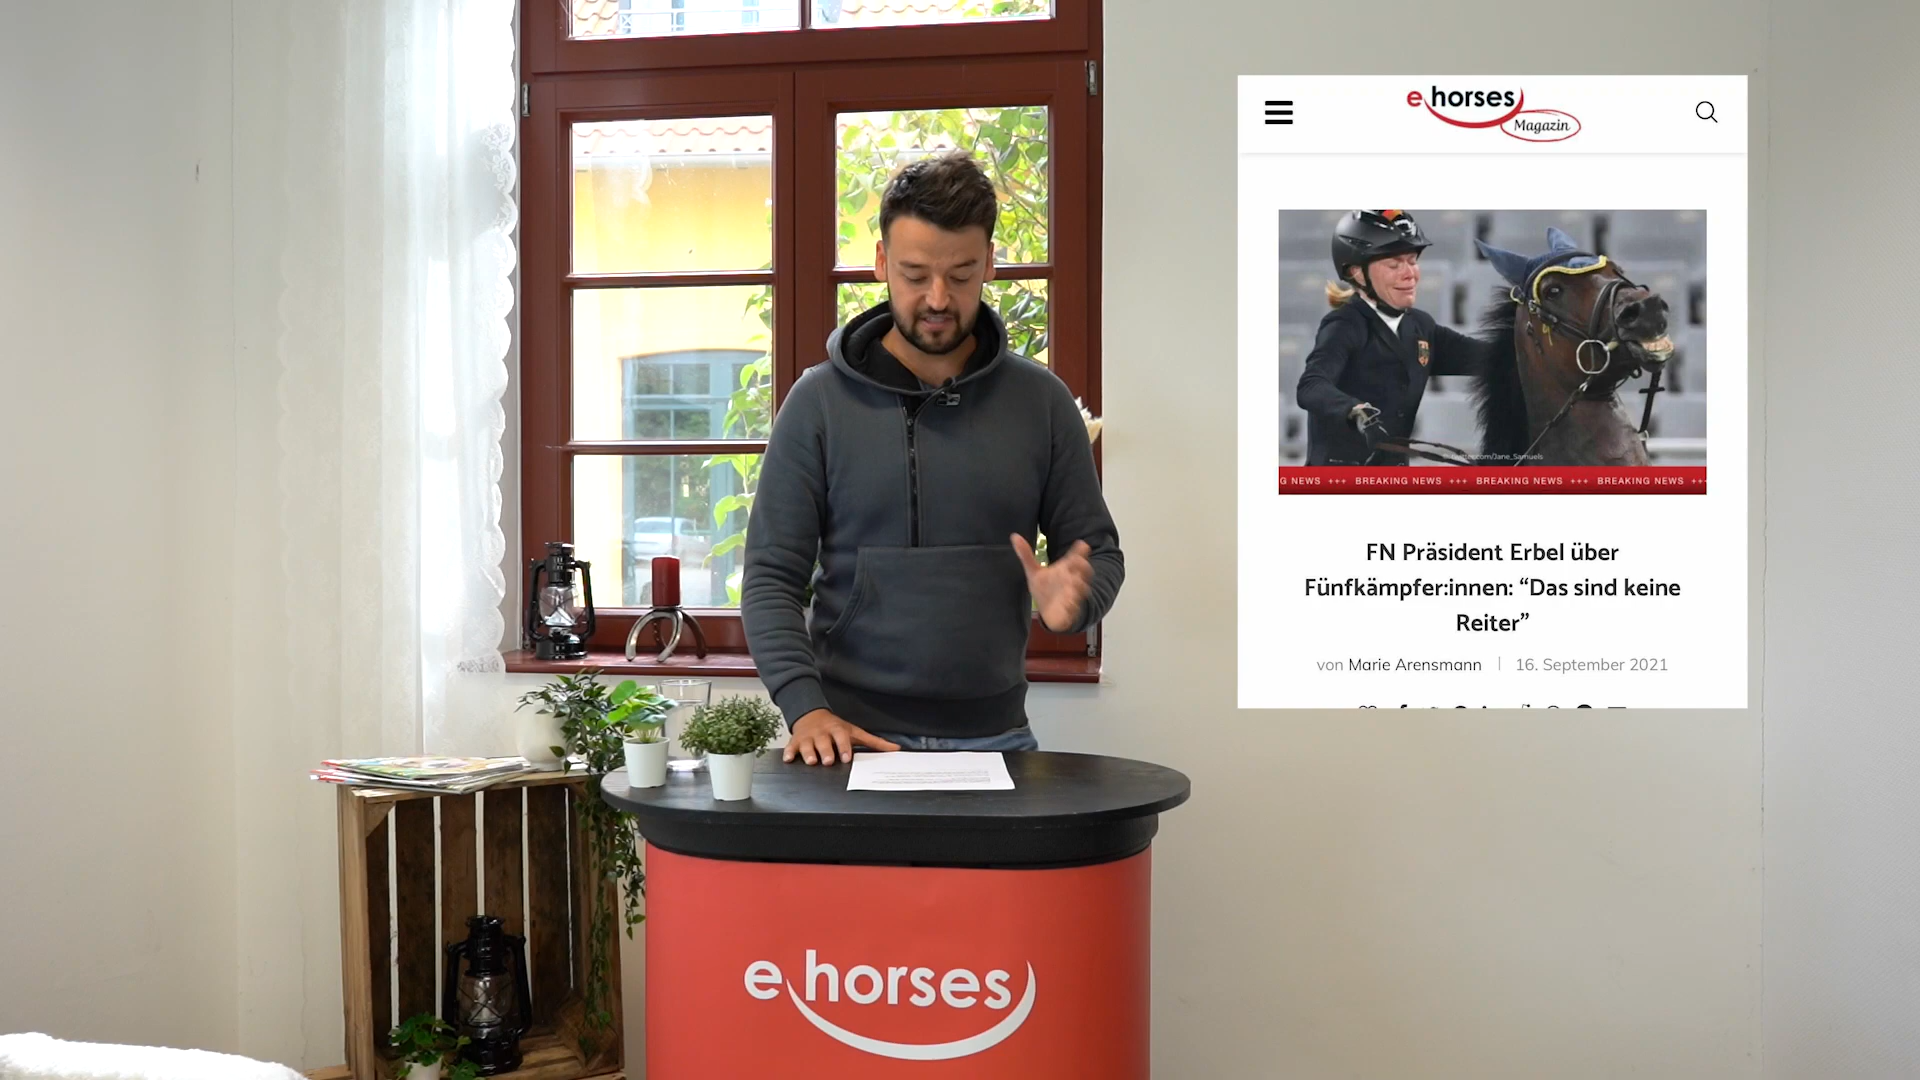 e horses
Magazin
G NEWS +++ BREAKING NEWS +++ BREAKING NEWS +++ BREAKING NEWS ++
FN Präsident Erbel über
Fünfkämpfer:innen: “Das sind keine
Reiter”
von Marie Arensmann | 16. September 2021
e horses